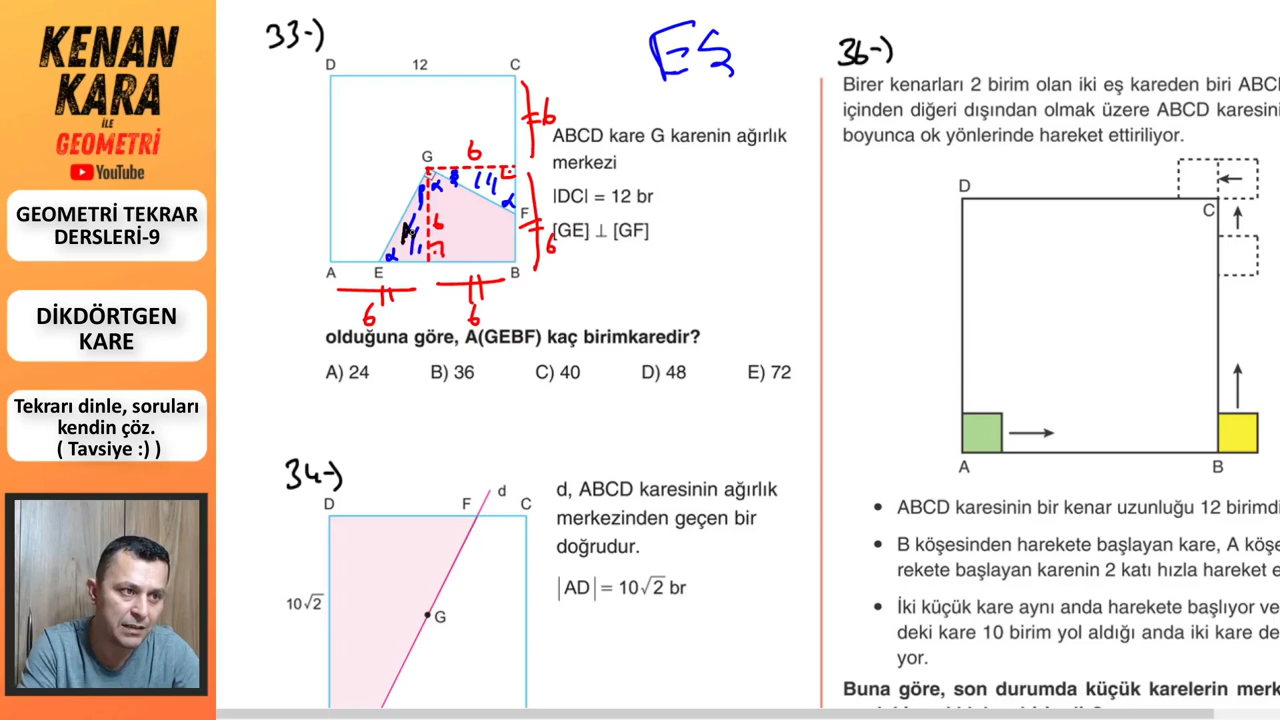 KENAN
KARA
İLE
GEOMETRİ
YouTube
GEOMETRİ TEKRAR
DERSLERİ-9
DİKDÖRTGEN
KARE
Tekrarı dinle, soruları
kendin çöz.
( Tavsiye :) )
33-)
EŞ
D 12 C
6
G
6
F
6
6
α
α
α
A E B
6
6
ABCD kare G karenin ağırlık
merkezi
|DC| = 12 br
[GE] ⊥ [GF]
olduğuna göre, A(GEBF) kaç birimkaredir?
A) 24 B) 36 C) 40 D) 48 E) 72
34-)
D F C
d
10√2
G
d, ABCD karesinin ağırlık
merkezinden geçen bir
doğrudur.
|AD| = 10√2 br
36-)
Birer kenarları 2 birim olan iki eş kareden biri ABCD
içinden diğeri dışından olmak üzere ABCD karesini
boyunca ok yönlerinde hareket ettiriliyor.
D
C
A B
• ABCD karesinin bir kenar uzunluğu 12 birimdi
• B köşesinden harekete başlayan kare, A köşe
rekete başlayan karenin 2 katı hızla hareket e
• İki küçük kare aynı anda harekete başlıyor ve
deki kare 10 birim yol aldığı anda iki kare de
yor.
Buna göre, son durumda küçük karelerin merk